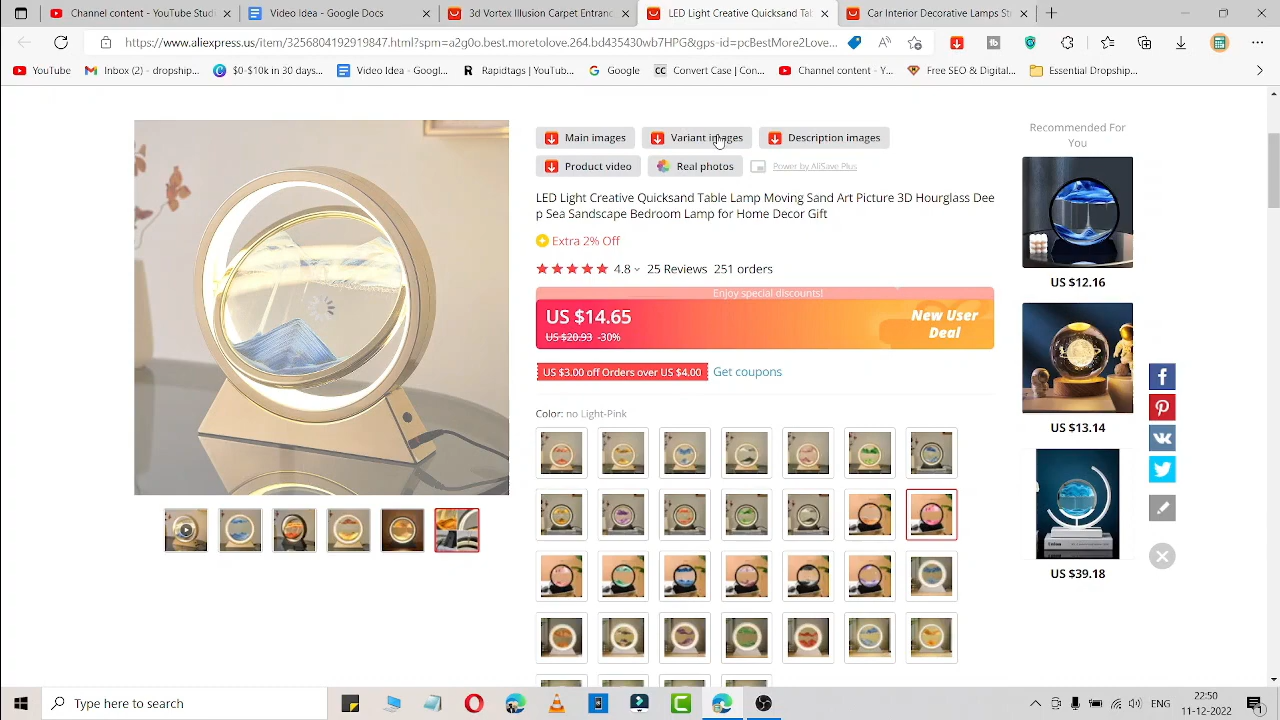 Channel content - YouTube Studi
Video Idea - Google Docs
3d Vortex Illusion Carpet Entranc
LED Light Creative Quicksand Tal
Car Interior Decoration Lamps St
https://www.aliexpress.us/item/3256804192919847.html?spm=a2g0o.best.moretolove.264.bd435430wb7HPG&gps-id=pcBestMore2Love...
YouTube
Inbox (2) - dropship...
$0-$10k in 30 days...
Video Idea - Googl...
Rapidtags | YouTub...
Google
Convert Case | Con...
Channel content - Y...
Free SEO & Digital...
Essential Dropship...
Main images
Variant images
Description images
Product video
Real photos
Power by AliSave Plus
LED Light Creative Quicksand Table Lamp Moving Sand Art Picture 3D Hourglass Dee
p Sea Sandscape Bedroom Lamp for Home Decor Gift
Extra 2% Off
4.8 25 Reviews 251 orders
Enjoy special discounts!
US $14.65
US $20.93 -30%
New User
Deal
US $3.00 off Orders over US $4.00
Get coupons
Color: no Light-Pink
Recommended For
You
US $12.16
US $13.14
US $39.18
Type here to search
ENG
22:50
11-12-2022